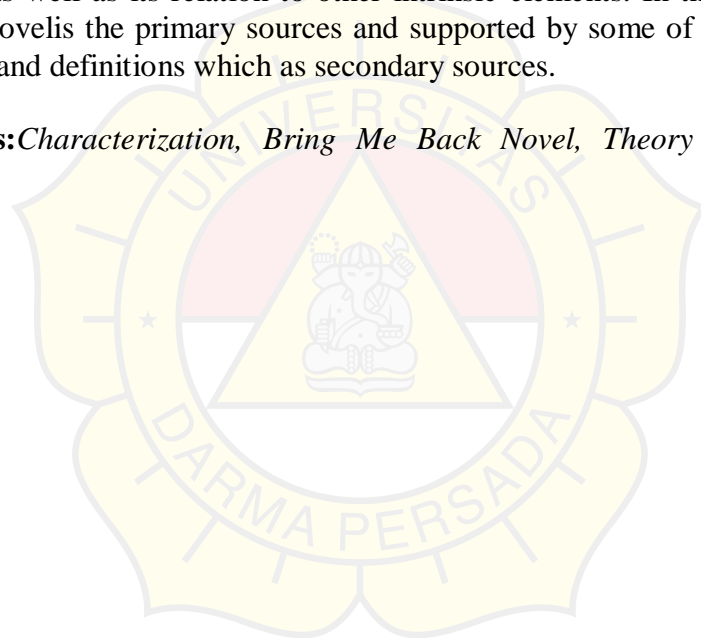 as well as its relation to other intrinsic elements. In
ovelis the primary sources and supported by some of
and definitions which as secondary sources.
s:Characterization, Bring Me Back Novel, Theory
UNIVERSITAS
DARMA PERSADA